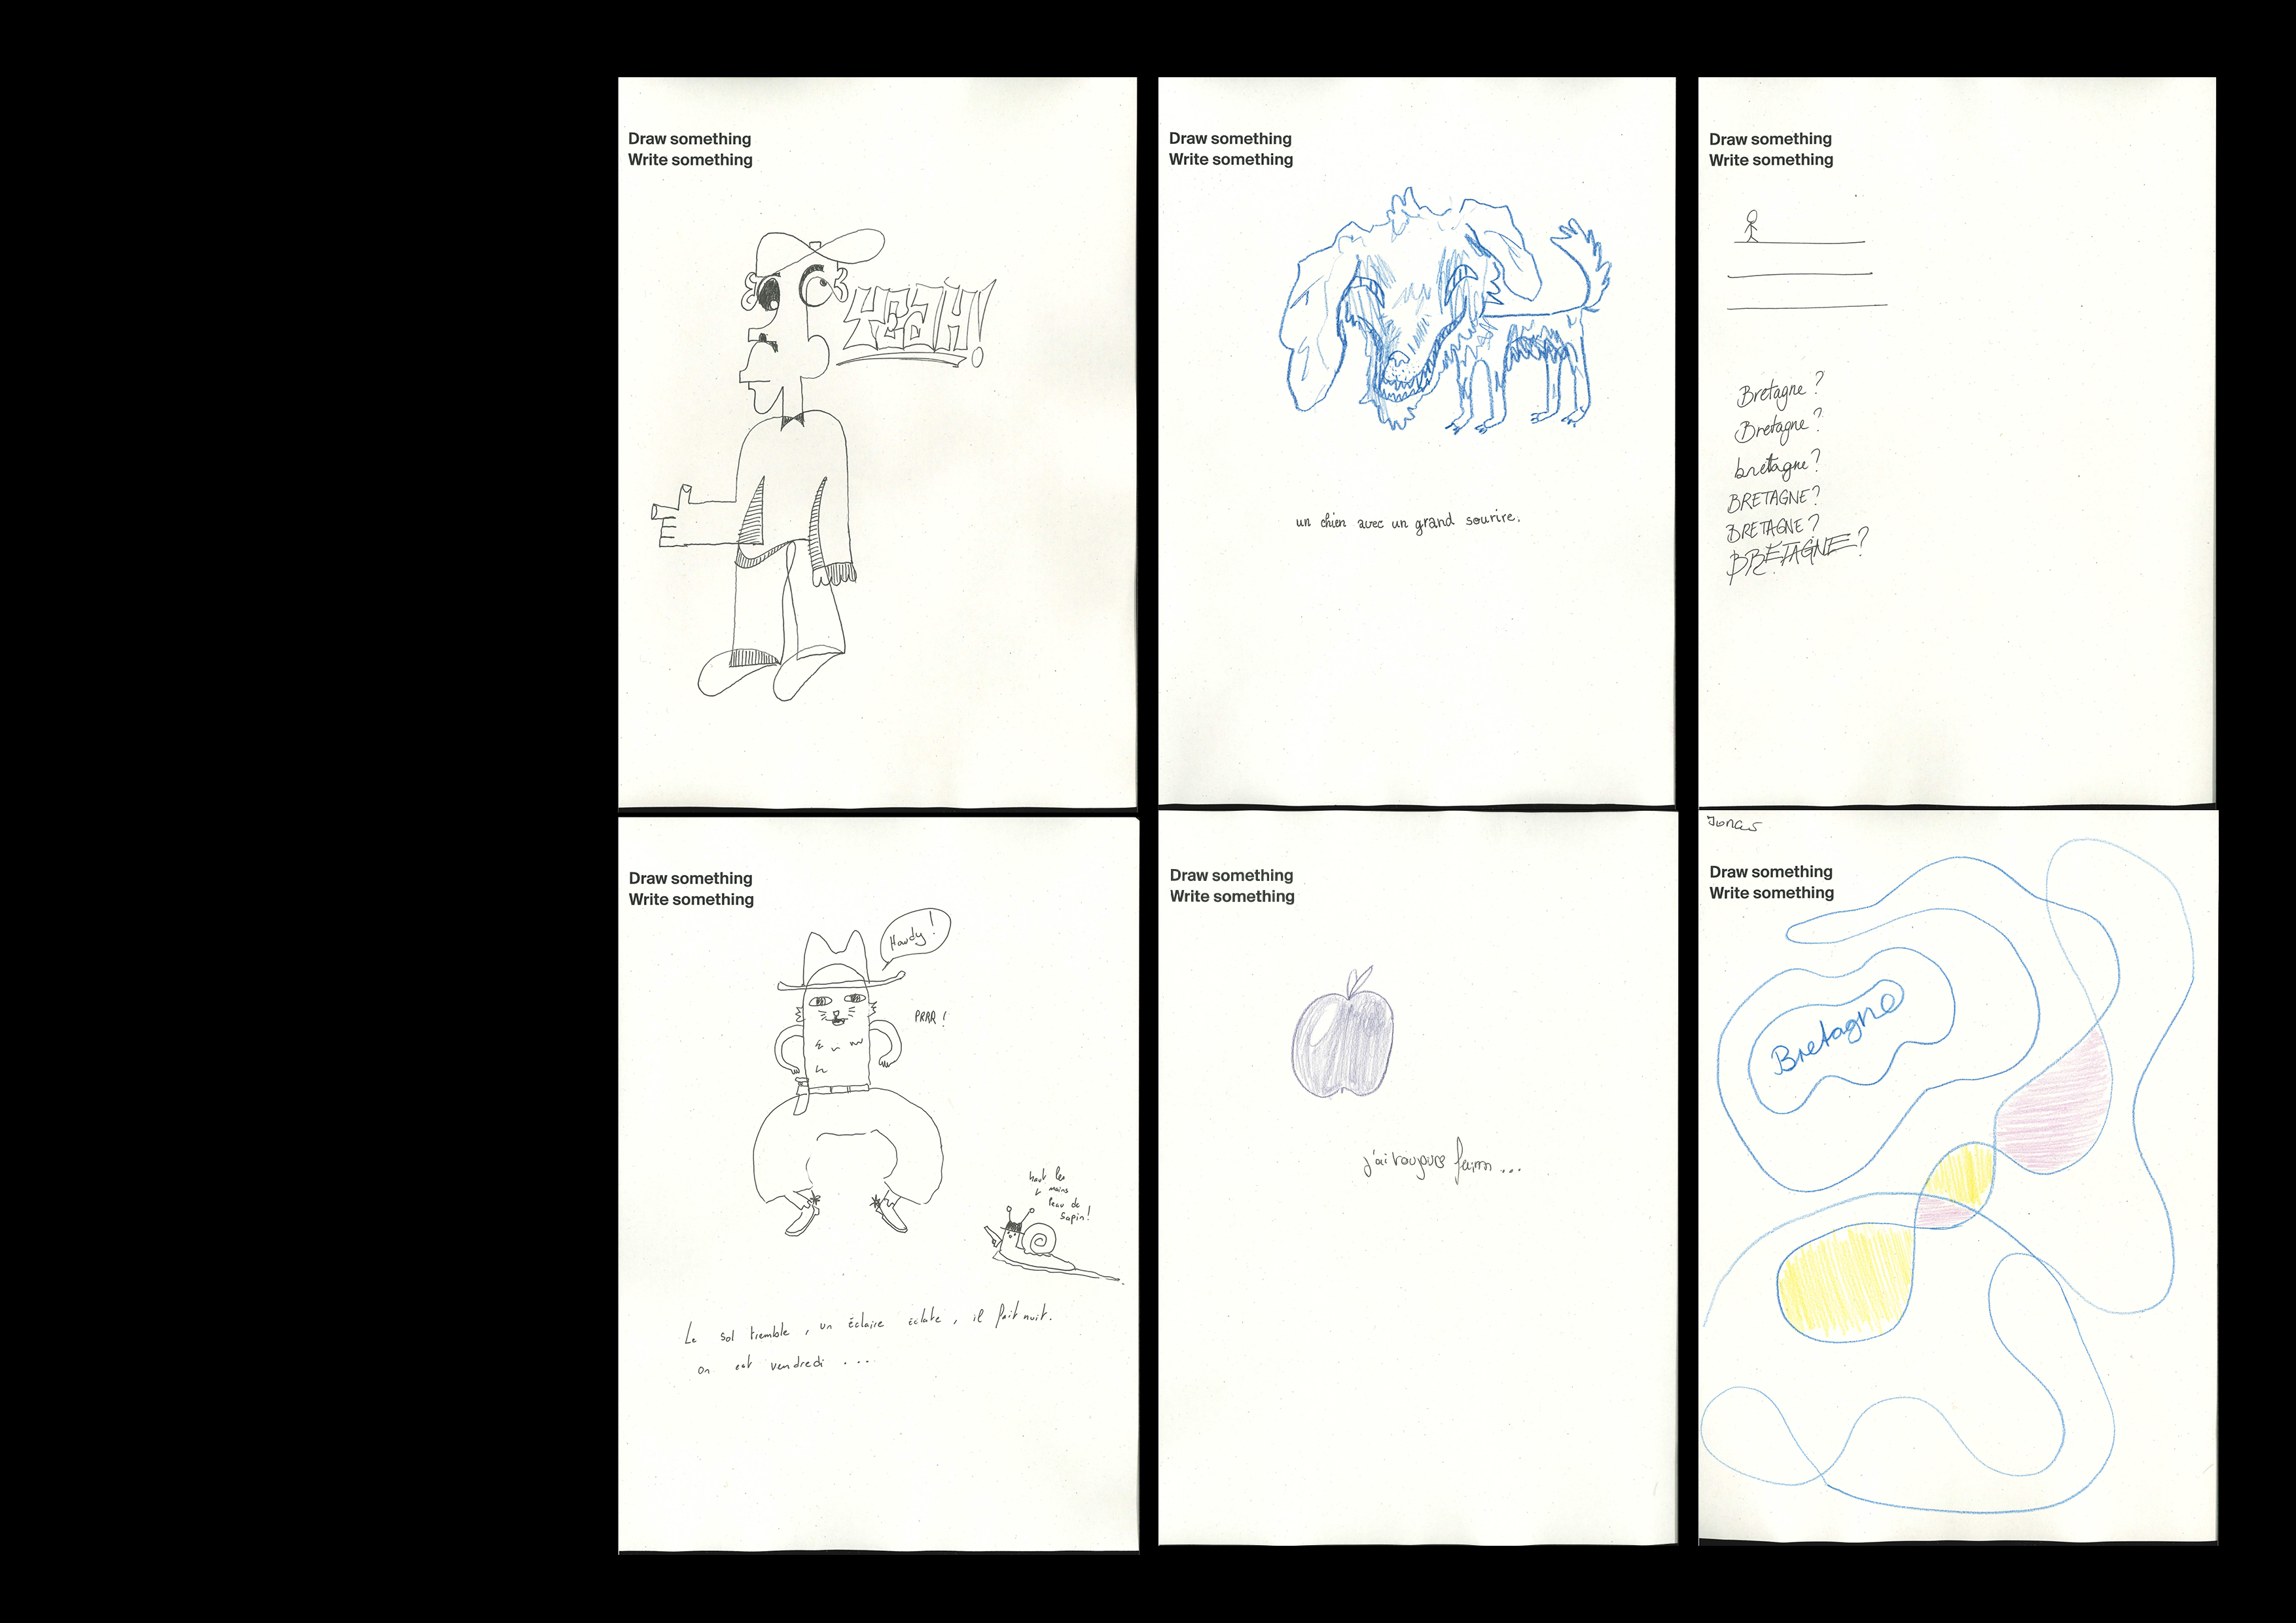 Draw something
Write something
YEaH!
Draw something
Write something
un chien avec un grand sourire.
Draw something
Write something
Bretagne ?
Bretagne ?
bretagne ?
BRETAGNE ?
BRETAGNE ?
BRETAGNE ?
Draw something
Write something
Howdy !
PRRR !
haut les
mains
Peau de
Sapin !
Le sol tremble , un éclaire éclate , il fait nuit.
on est vendredi ...
Draw something
Write something
j'ai toujours faim ...
Jonas
Draw something
Write something
Bretagne